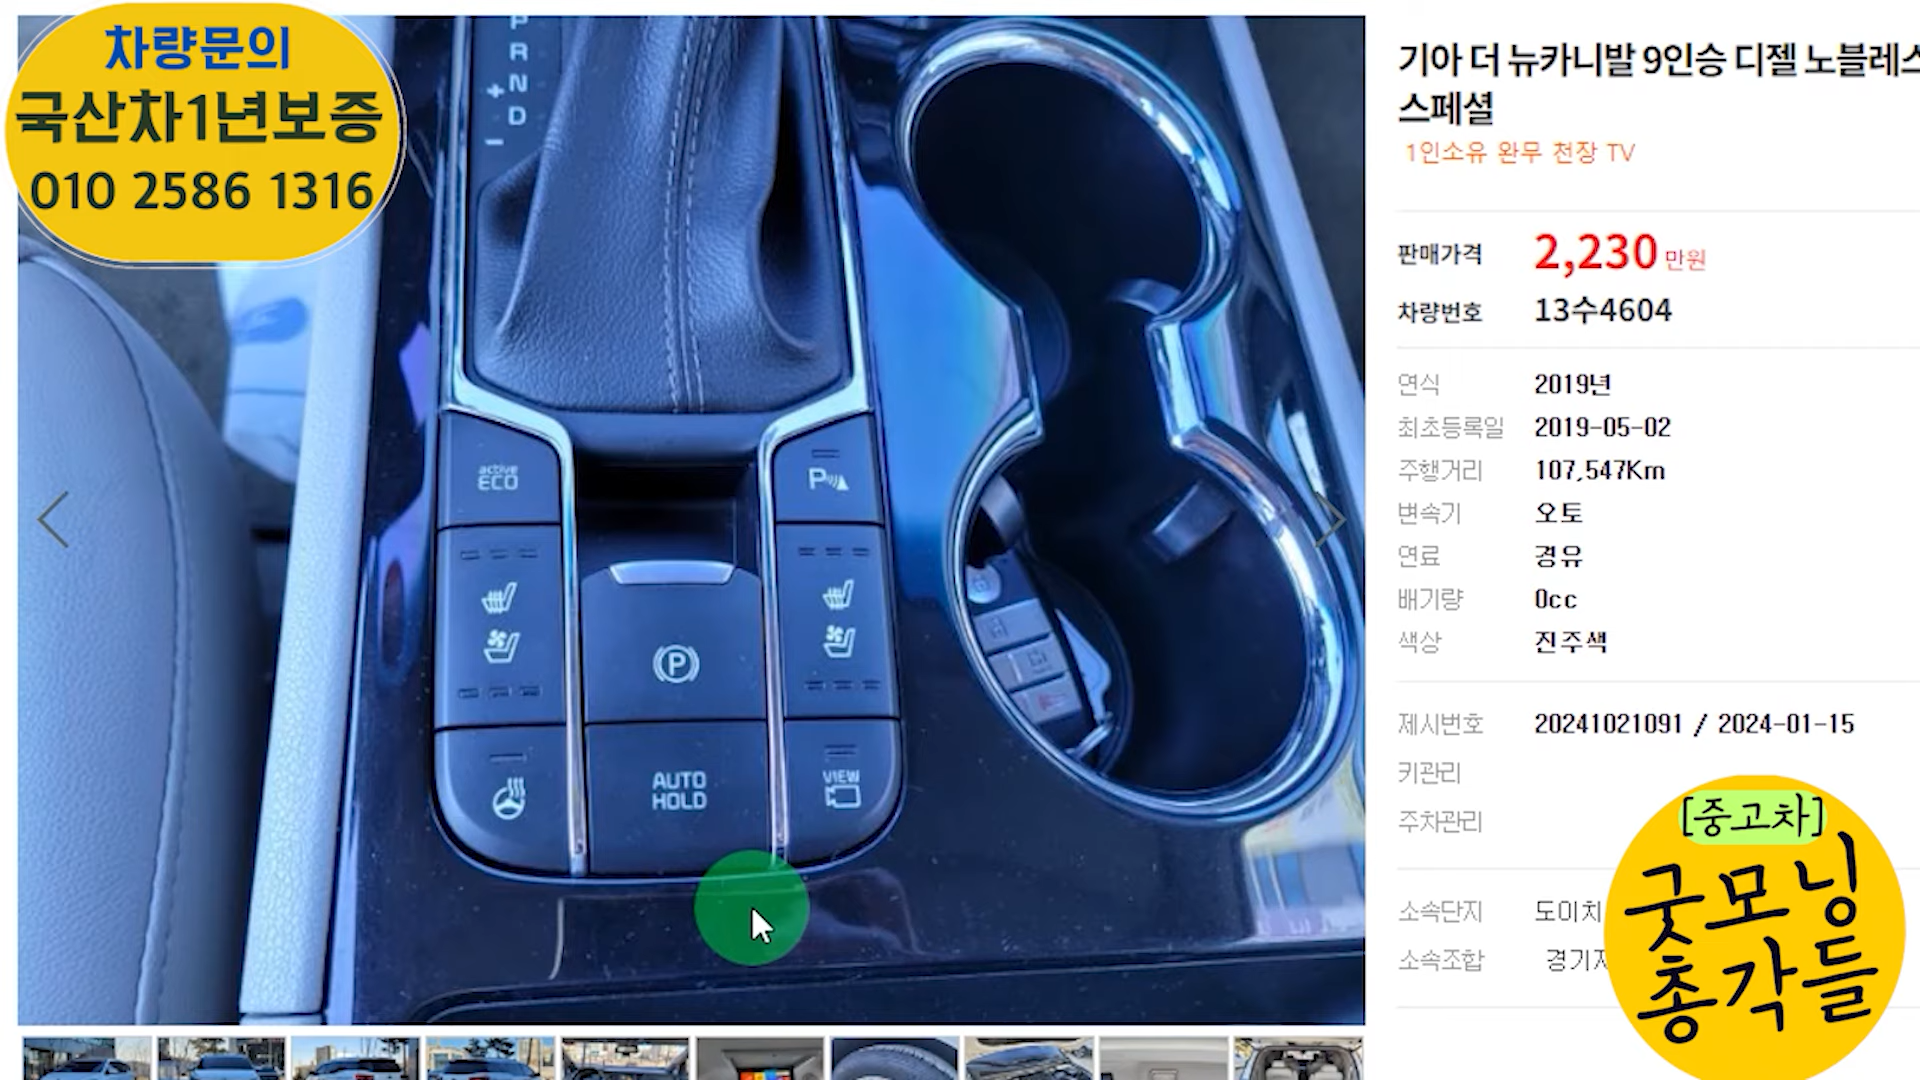 차량문의
국산차1년보증
010 2586 1316
P
R
N
+
D
−
active
ECO
P
P
AUTO
HOLD
VIEW
기아 더 뉴카니발 9인승 디젤 노블레스
스페셜
1인소유 완무 천장 TV
판매가격 2,230 만원
차량번호 13수4604
연식 2019년
최초등록일 2019-05-02
주행거리 107,547Km
변속기 오토
연료 경유
배기량 0cc
색상 진주색
제시번호 20241021091 / 2024-01-15
키관리
주차관리
소속단지 도이치
소속조합 경기지
[중고차]
굿모닝
총각들